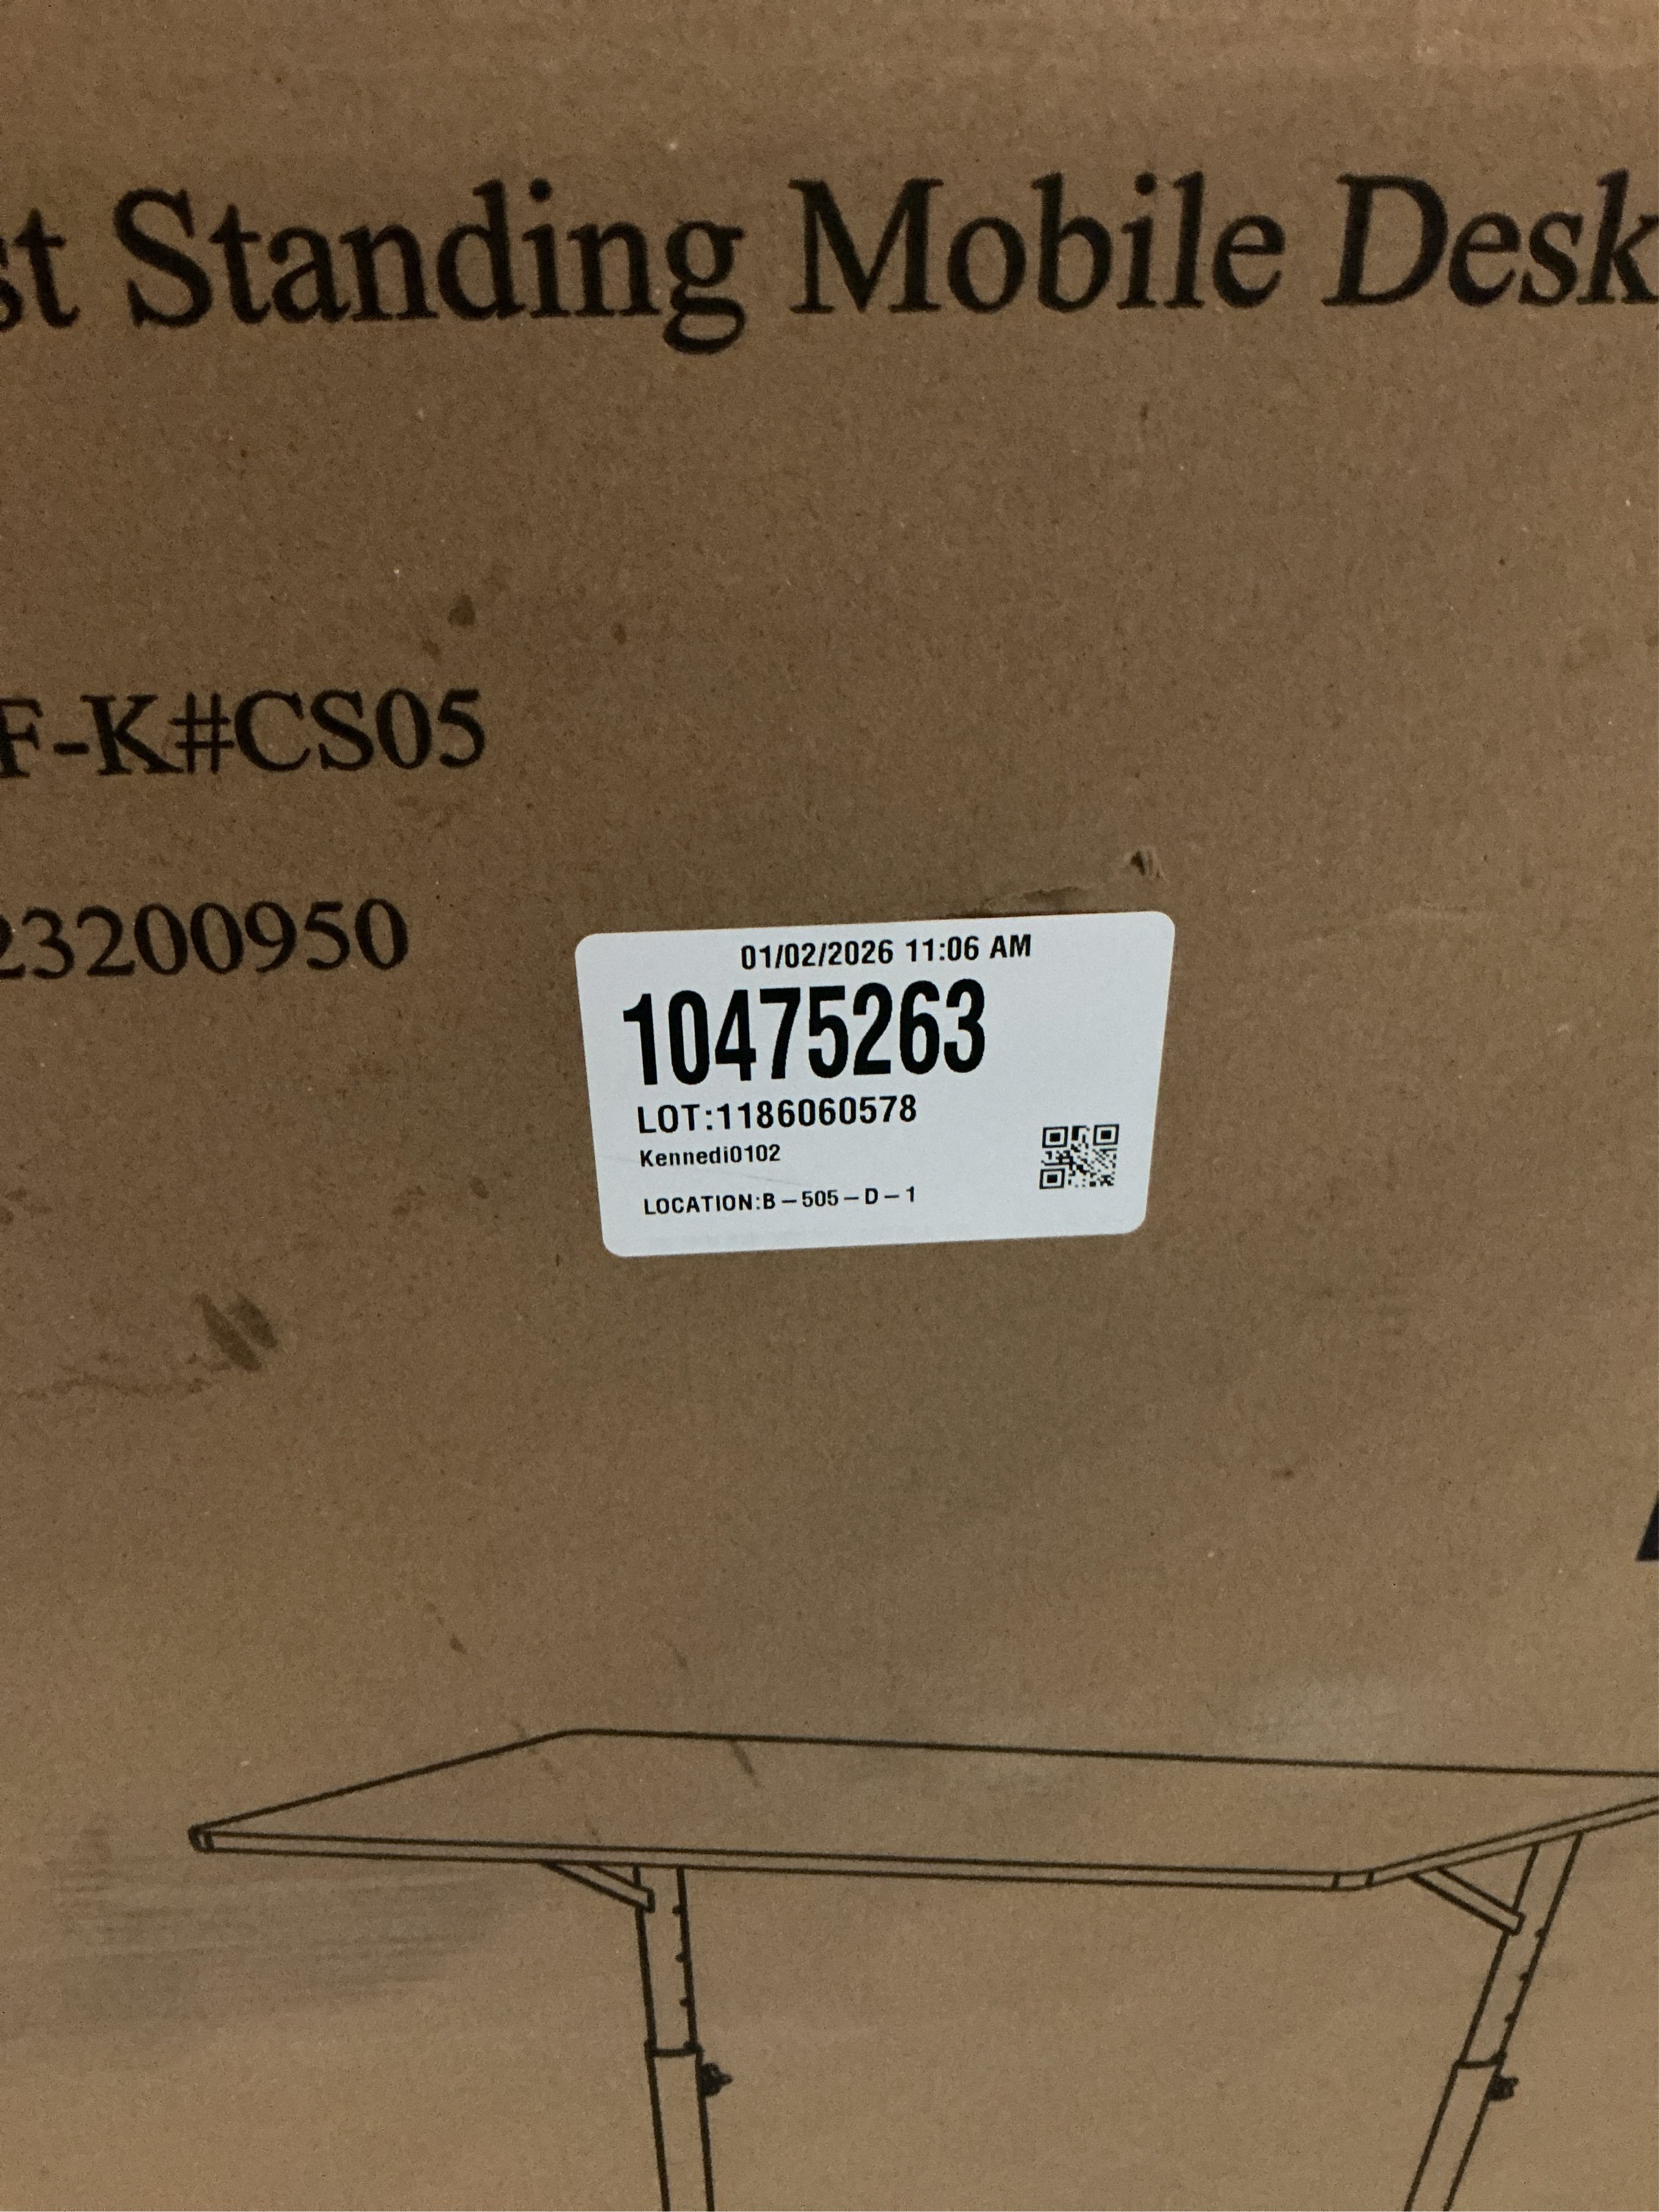 st Standing Mobile Desk
F-K#CS05
23200950
01/02/2026 11:06 AM
10475263
LOT:1186060578
Kennedi0102
LOCATION:B – 505 – D – 1